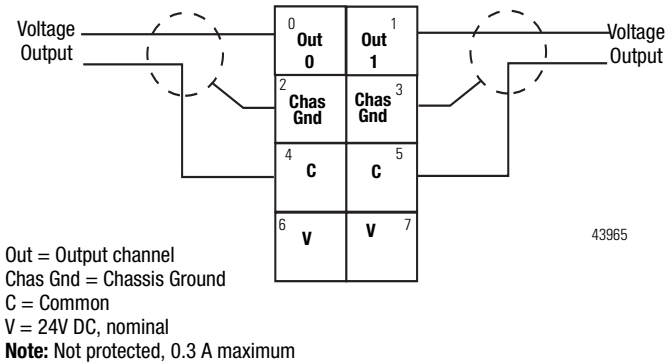 Voltage
Output
0
Out
0
1
Out
1
Voltage
Output
2
Chas
Gnd
3
Chas
Gnd
4
C
5
C
6
V
7
V
43965
Out = Output channel
Chas Gnd = Chassis Ground
C = Common
V = 24V DC, nominal
Note: Not protected, 0.3 A maximum